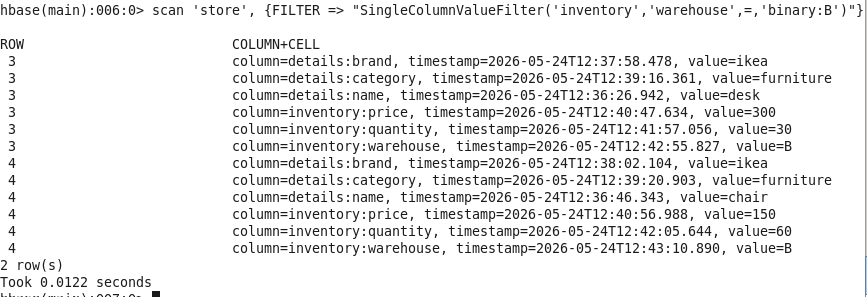 hbase(main):006:0> scan 'store', {FILTER => "SingleColumnValueFilter('inventory','warehouse',=,'binary:B')"}
ROW COLUMN+CELL
3 column=details:brand, timestamp=2026-05-24T12:37:58.478, value=ikea
3 column=details:category, timestamp=2026-05-24T12:39:16.361, value=furniture
3 column=details:name, timestamp=2026-05-24T12:36:26.942, value=desk
3 column=inventory:price, timestamp=2026-05-24T12:40:47.634, value=300
3 column=inventory:quantity, timestamp=2026-05-24T12:41:57.056, value=30
3 column=inventory:warehouse, timestamp=2026-05-24T12:42:55.827, value=B
4 column=details:brand, timestamp=2026-05-24T12:38:02.104, value=ikea
4 column=details:category, timestamp=2026-05-24T12:39:20.903, value=furniture
4 column=details:name, timestamp=2026-05-24T12:36:46.343, value=chair
4 column=inventory:price, timestamp=2026-05-24T12:40:56.988, value=150
4 column=inventory:quantity, timestamp=2026-05-24T12:42:05.644, value=60
4 column=inventory:warehouse, timestamp=2026-05-24T12:43:10.890, value=B
2 row(s)
Took 0.0122 seconds
hbase(main):007:0>